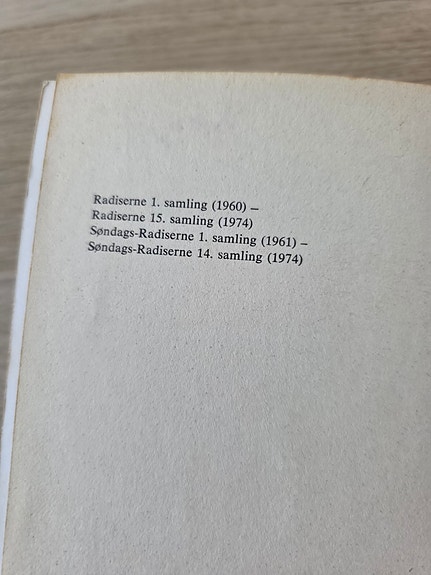 Radiserne 1. samling (1960) –
Radiserne 15. samling (1974)
Søndags-Radiserne 1. samling (1961) –
Søndags-Radiserne 14. samling (1974)